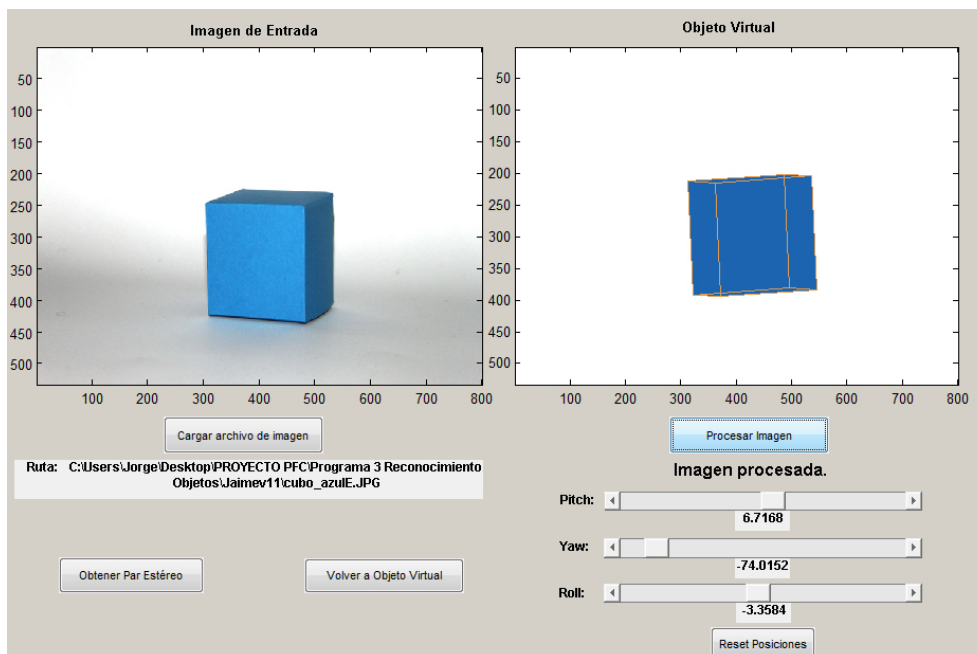 Imagen de Entrada
50
100
150
200
250
300
350
400
450
500
100 200 300 400 500 600 700 800
Cargar archivo de imagen
Ruta: C:\Users\Jorge\Desktop\PROYECTO PFC\Programa 3 Reconocimiento
Objetos\Jaimev11\cubo_azulE.JPG
Obtener Par Estéreo
Volver a Objeto Virtual
Objeto Virtual
50
100
150
200
250
300
350
400
450
500
100 200 300 400 500 600 700 800
Procesar Imagen
Imagen procesada.
Pitch:
6.7168
Yaw:
-74.0152
Roll:
-3.3584
Reset Posiciones